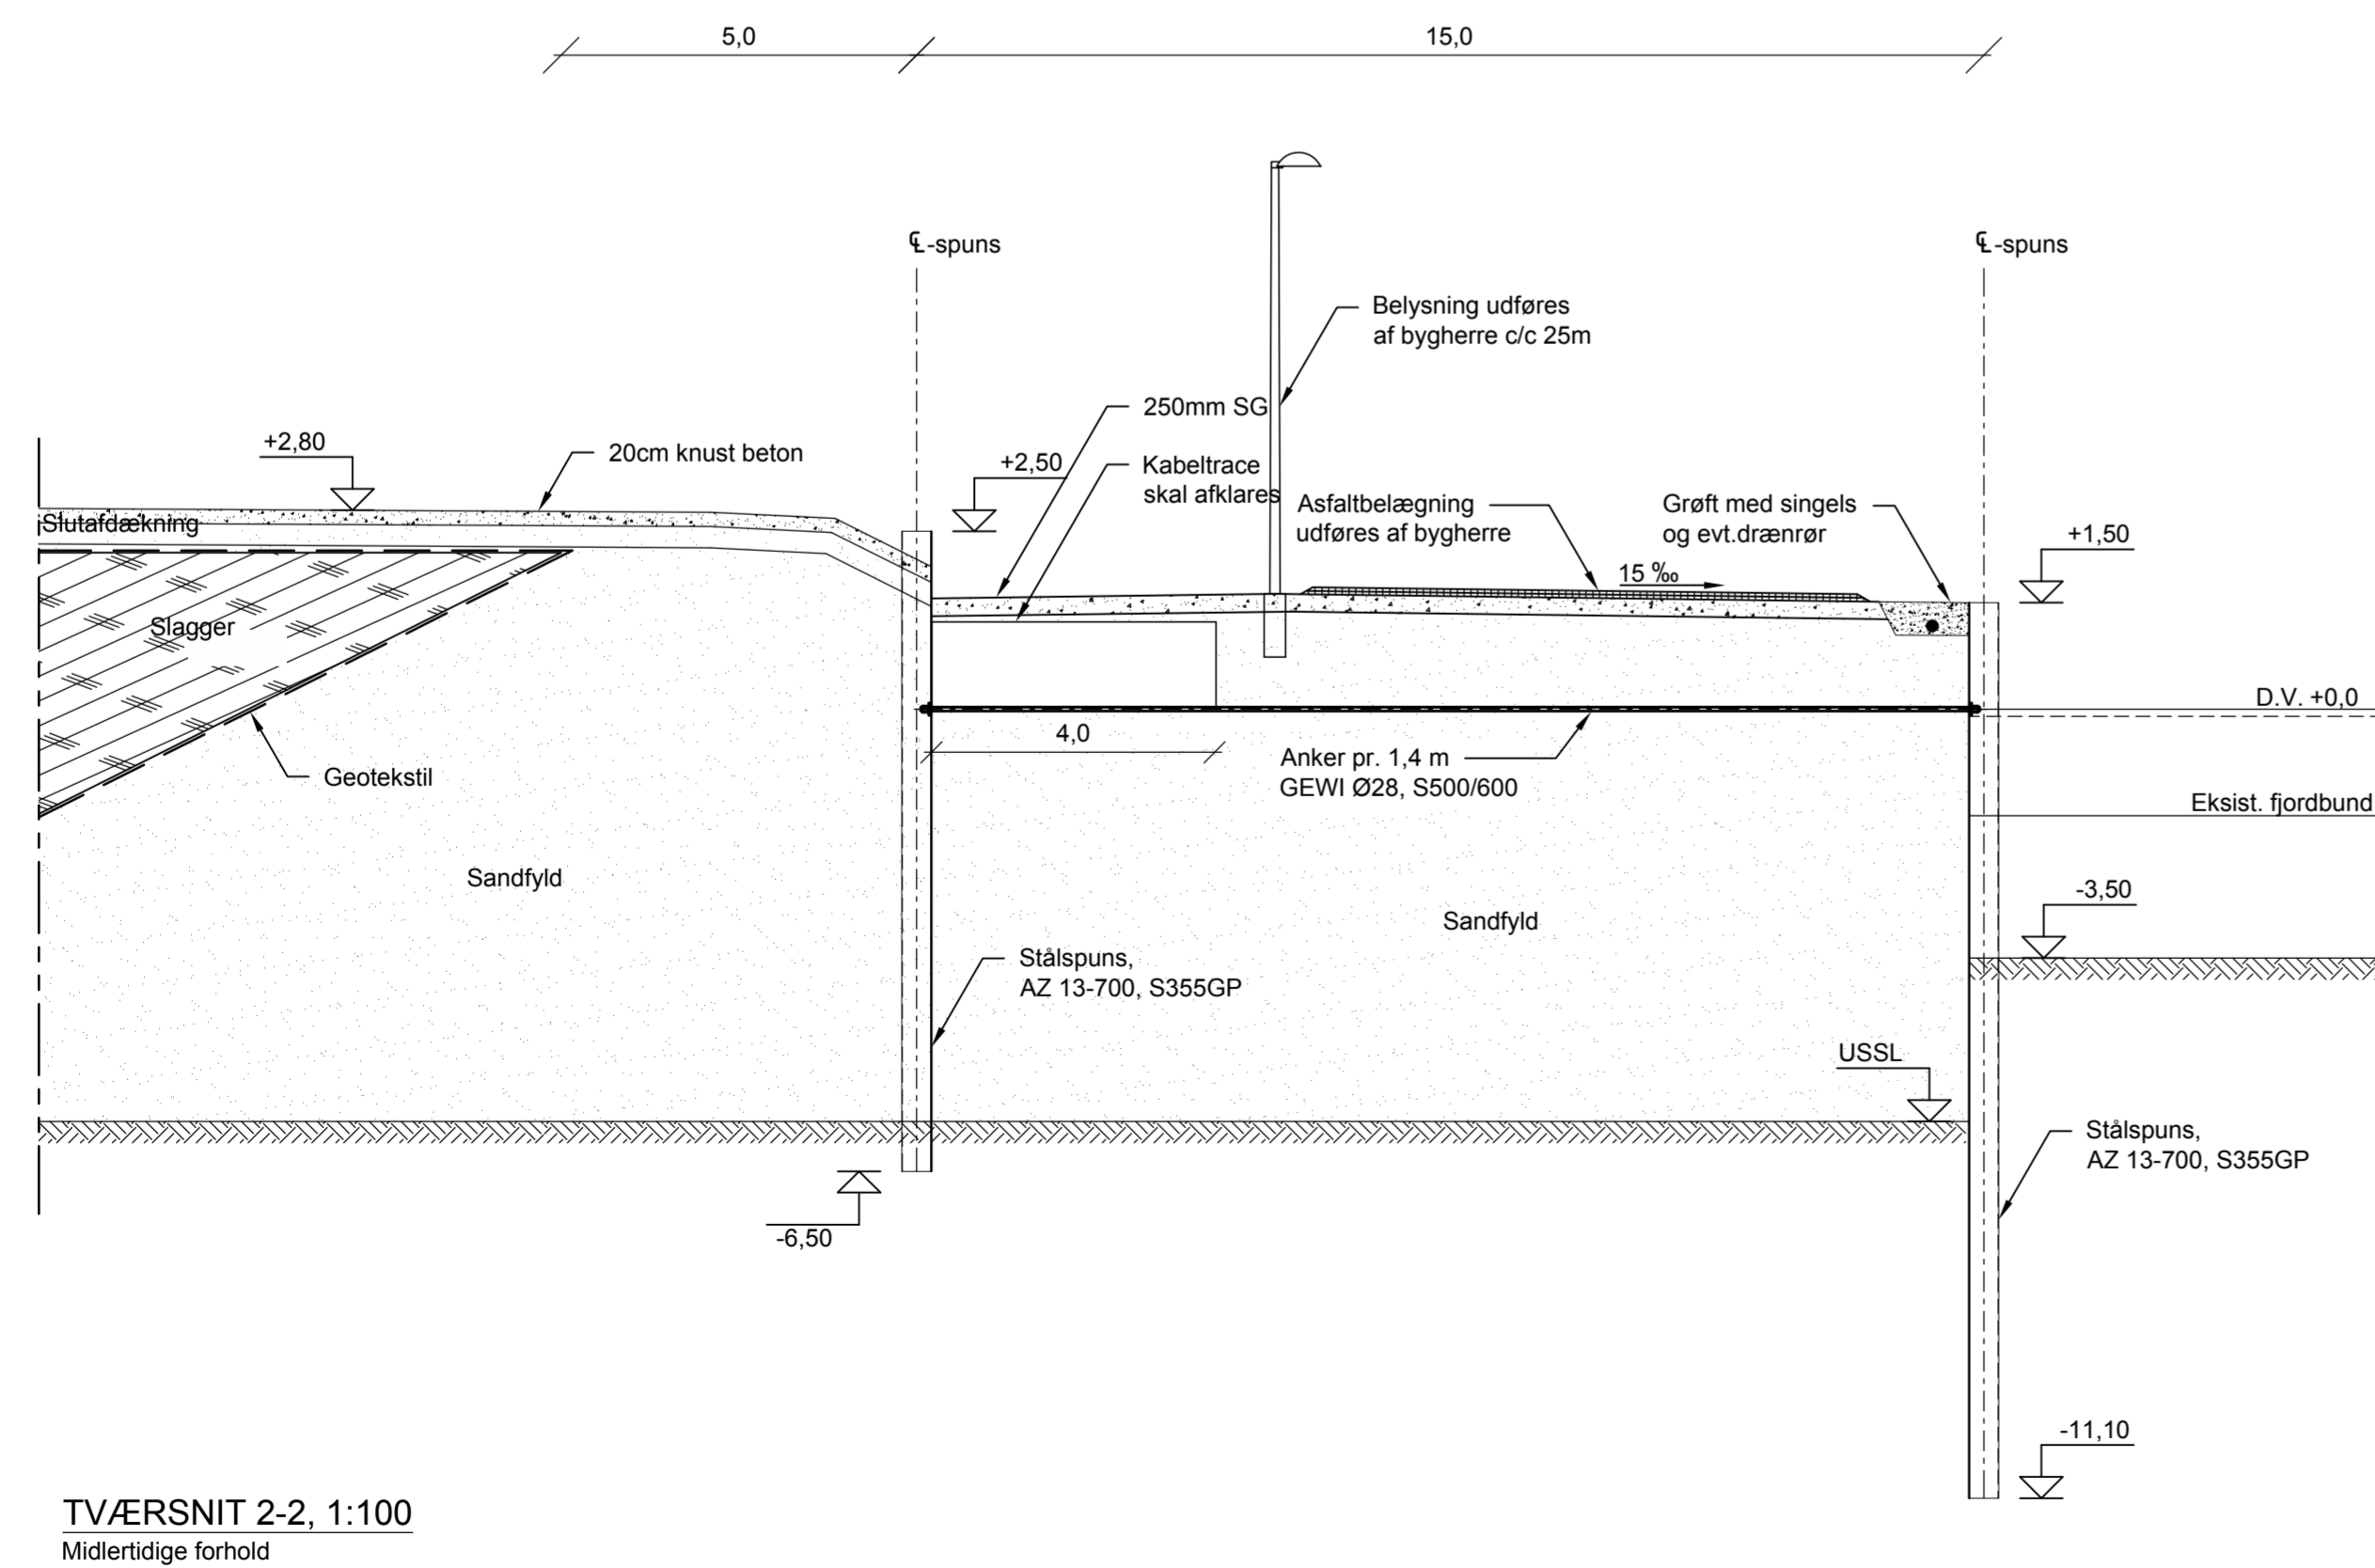 5,0
15,0
℄-spuns
℄-spuns
Belysning udføres
af bygherre c/c 25m
250mm SG
+2,80
20cm knust beton
+2,50
Kabeltrace
skal afklares
Asfaltbelægning
udføres af bygherre
Grøft med singels
og evt.drænrør
+1,50
Slutafdækning
15 ‰
Slagger
D.V. +0,0
4,0
Geotekstil
Anker pr. 1,4 m
GEWI Ø28, S500/600
Eksist. fjordbund
Sandfyld
-3,50
Sandfyld
Stålspuns,
AZ 13-700, S355GP
USSL
Stålspuns,
AZ 13-700, S355GP
-6,50
-11,10
TVÆRSNIT 2-2, 1:100
Midlertidige forhold